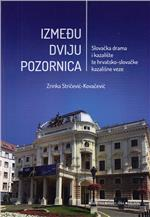 IZMEĐU
DVIJU
POZORNICA
Slovačka drama
i kazalište
te hrvatsko-slovačke
kazališne veze
Zrinka Stričević-Kovačević